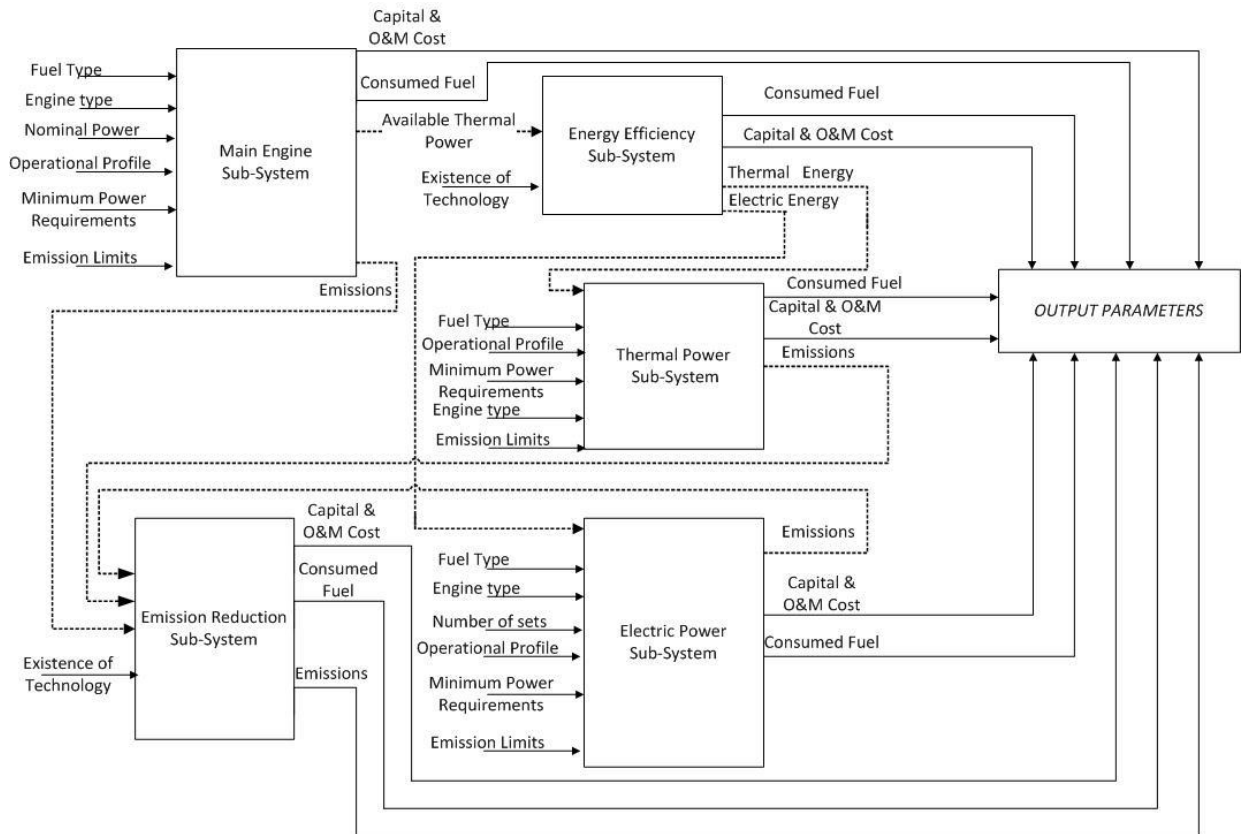 Capital &
O&M Cost
Fuel Type
Engine type
Nominal Power
Operational Profile
Minimum Power
Requirements
Emission Limits
Main Engine
Sub-System
Consumed Fuel
Available Thermal
Power
Emissions
Existence of
Technology
Energy Efficiency
Sub-System
Consumed Fuel
Capital & O&M Cost
Thermal Energy
Electric Energy
Fuel Type
Operational Profile
Minimum Power
Requirements
Engine type
Emission Limits
Thermal Power
Sub-System
Consumed Fuel
Capital & O&M
Cost
Emissions
OUTPUT PARAMETERS
Existence of
Technology
Emission Reduction
Sub-System
Capital &
O&M Cost
Consumed
Fuel
Emissions
Fuel Type
Engine type
Number of sets
Operational Profile
Minimum Power
Requirements
Emission Limits
Electric Power
Sub-System
Emissions
Capital &
O&M Cost
Consumed Fuel